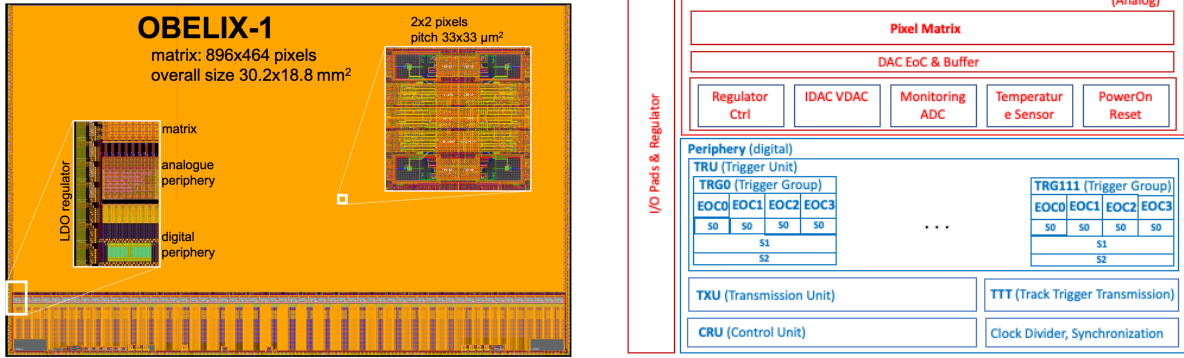 OBELIX-1
matrix: 896x464 pixels
overall size 30.2x18.8 mm²
2x2 pixels
pitch 33x33 µm²
matrix
analogue
periphery
digital
periphery
LDO regulator
I/O Pads & Regulator
(Analog)
Pixel Matrix
DAC EoC & Buffer
Regulator
Ctrl
IDAC VDAC
Monitoring
ADC
Temperatur
e Sensor
PowerOn
Reset
Periphery (digital)
TRU (Trigger Unit)
TRG0 (Trigger Group)
EOC0 EOC1 EOC2 EOC3
S0 S0 S0 S0
S1
S2
...
TRG111 (Trigger Group)
EOC0 EOC1 EOC2 EOC3
S0 S0 S0 S0
S1
S2
TXU (Transmission Unit)
TTT (Track Trigger Transmission)
CRU (Control Unit)
Clock Divider, Synchronization